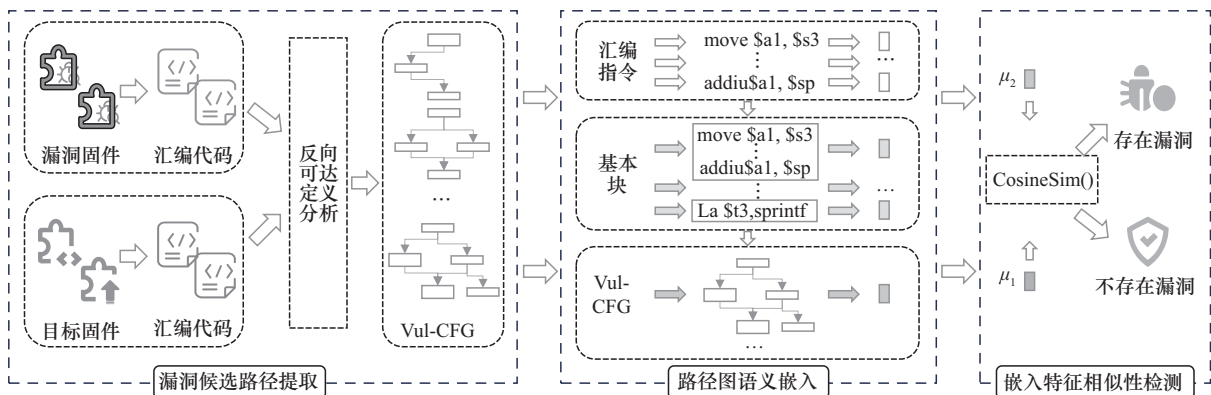 漏洞固件
汇编代码
目标固件
汇编代码
反向
可达
定义
分析
…
Vul-CFG
漏洞候选路径提取
汇编
指令
move $a1, $s3
⋮
…
addiu$a1, $sp
基本
块
move $a1, $s3
⋮
addiu$a1, $sp
⋮
…
La $t3,sprintf
Vul-
CFG
…
路径图语义嵌入
μ2
CosineSim()
μ1
存在漏洞
不存在漏洞
嵌入特征相似性检测